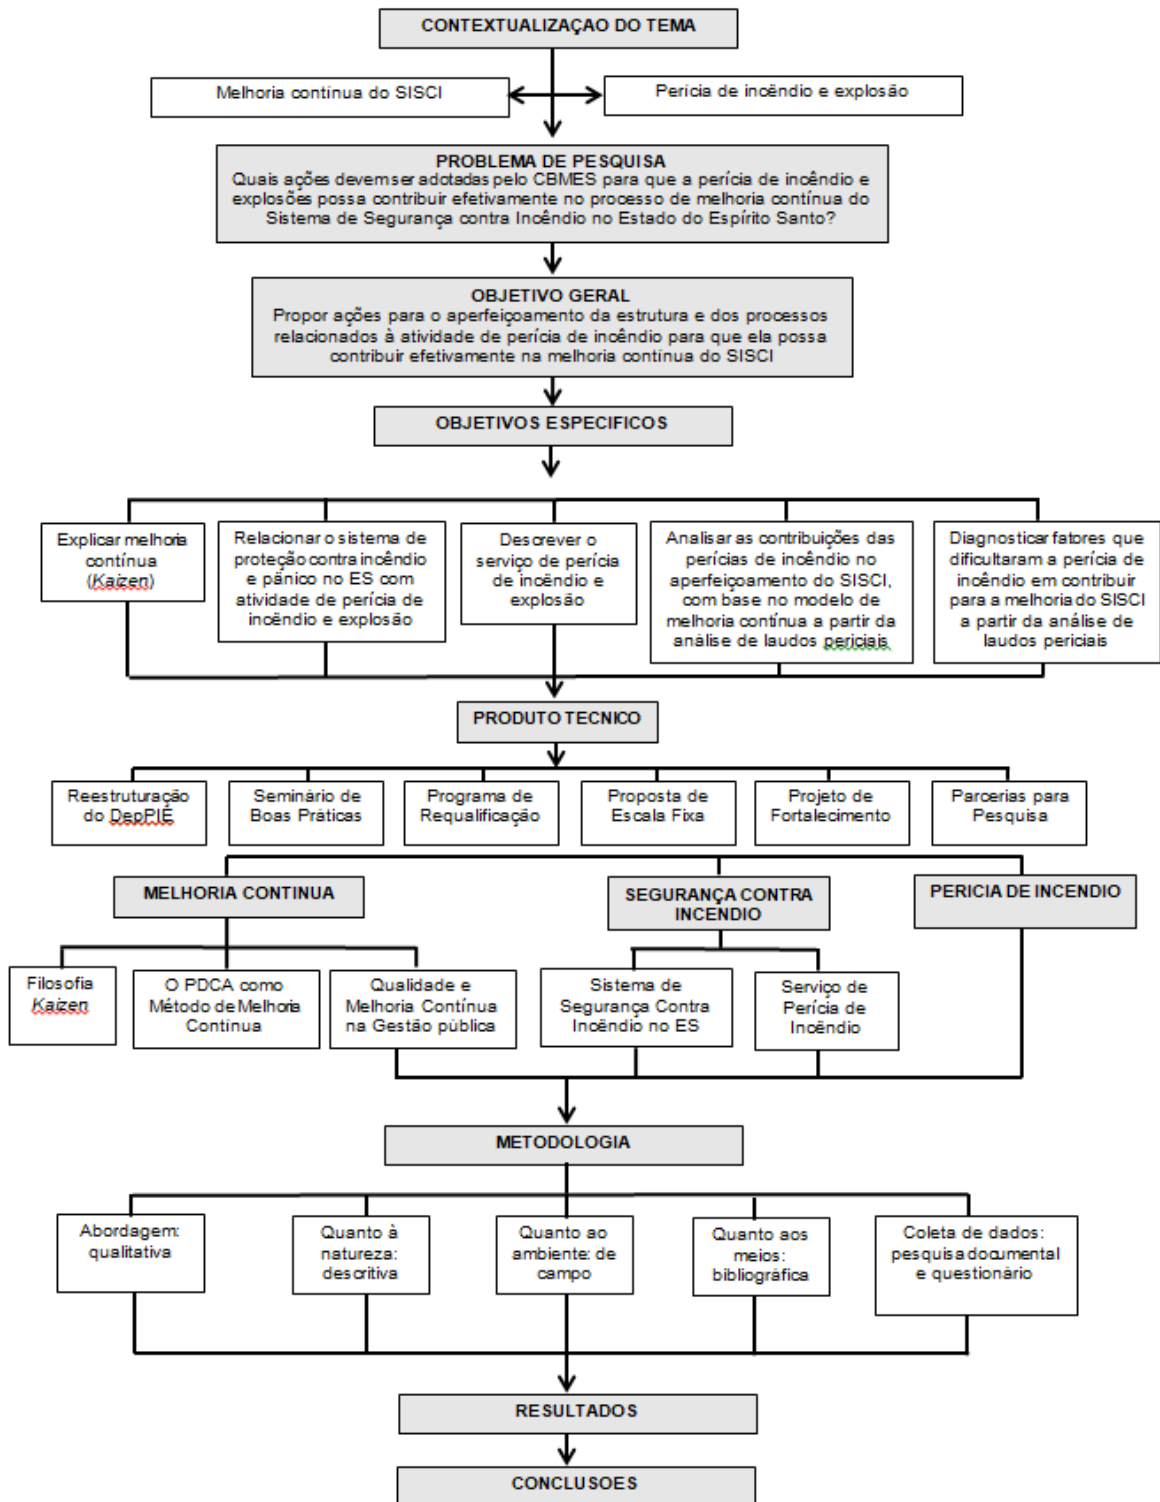 CONTEXTUALIZAÇAO DO TEMA
Melhoria contínua do SISCI
Perícia de incêndio e explosão
PROBLEMA DE PESQUISA
Quais ações devem ser adotadas pelo CBMES para que a perícia de incêndio e
explosões possa contribuir efetivamente no processo de melhoria contínua do
Sistema de Segurança contra Incêndio no Estado do Espírito Santo?
OBJETIVO GERAL
Propor ações para o aperfeiçoamento da estrutura e dos processos
relacionados à atividade de perícia de incêndio para que ela possa
contribuir efetivamente na melhoria contínua do SISCI
OBJETIVOS ESPECIFICOS
Explicar melhoria
contínua
(Kaizen)
Relacionar o sistema de
proteção contra incêndio
e pânico no ES com
atividade de perícia de
incêndio e explosão
Descrever o
serviço de perícia
de incêndio e
explosão
Analisar as contribuições das
perícias de incêndio no
aperfeiçoamento do SISCI,
com base no modelo de
melhoria contínua a partir da
análise de laudos periciais
Diagnosticar fatores que
dificultaram a perícia de
incêndio em contribuir
para a melhoria do SISCI
a partir da análise de
laudos periciais
PRODUTO TECNICO
Reestruturação
do DepPIE
Seminário de
Boas Práticas
Programa de
Requalificação
Proposta de
Escala Fixa
Projeto de
Fortalecimento
Parcerias para
Pesquisa
MELHORIA CONTINUA
SEGURANÇA CONTRA
INCENDIO
PERICIA DE INCENDIO
Filosofia
Kaizen
O PDCA como
Método de Melhoria
Contínua
Qualidade e
Melhoria Contínua
na Gestão pública
Sistema de
Segurança Contra
Incêndio no ES
Serviço de
Perícia de
Incêndio
METODOLOGIA
Abordagem:
qualitativa
Quanto à
natureza:
descritiva
Quanto ao
ambiente: de
campo
Quanto aos
meios:
bibliográfica
Coleta de dados:
pesquisa documental
e questionário
RESULTADOS
CONCLUSOES